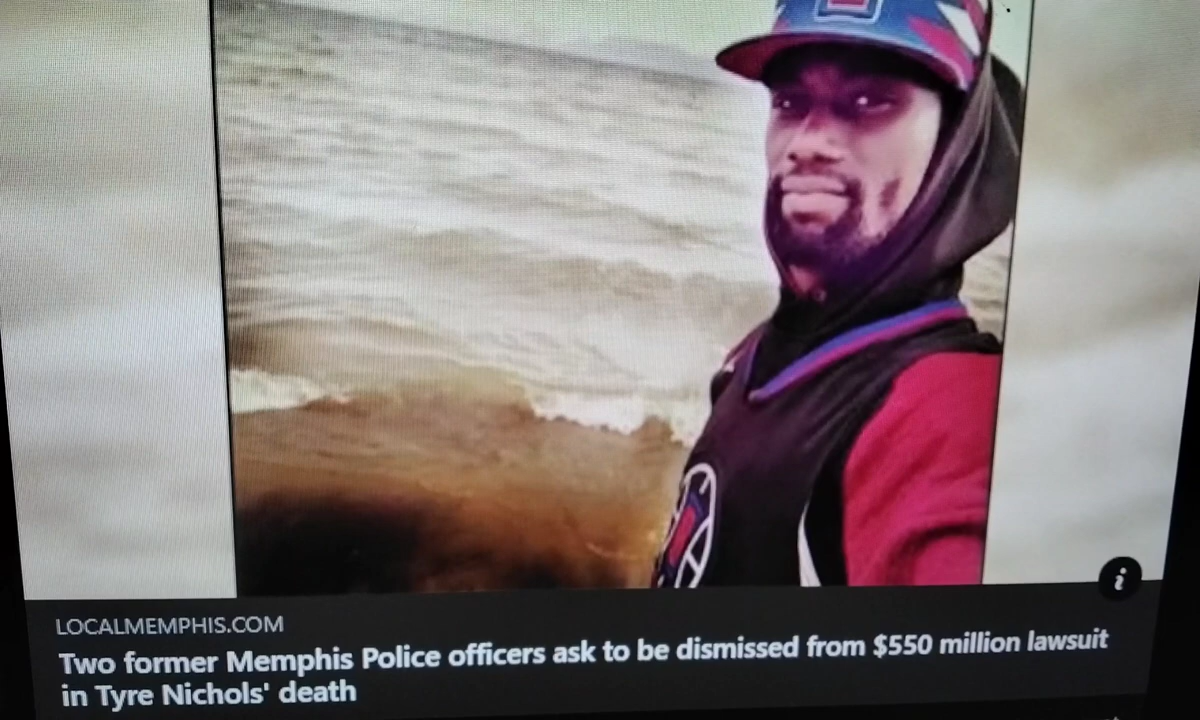 LOCALMEMPHIS.COM
Two former Memphis Police officers ask to be dismissed from $550 million lawsuit
in Tyre Nichols' death